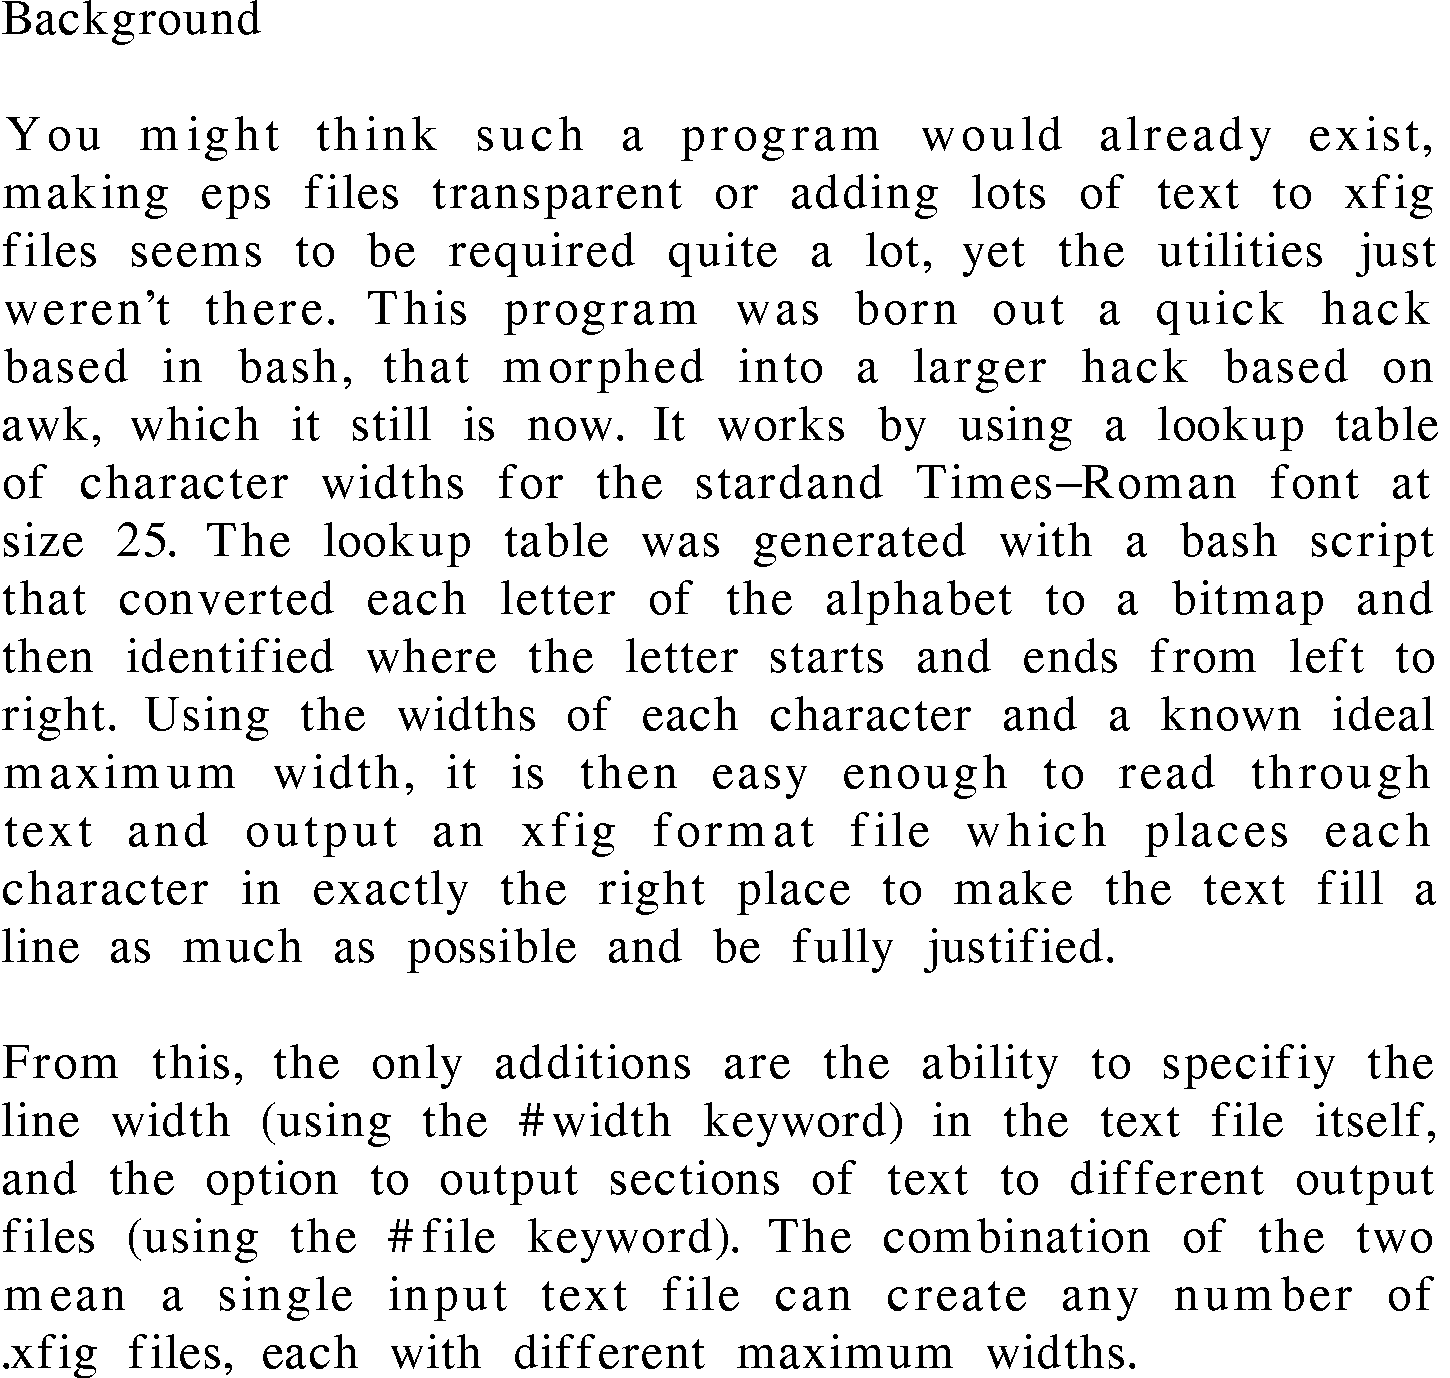 Background
You might think such a program would already exist,
making eps files transparent or adding lots of text to xfig
files seems to be required quite a lot, yet the utilities just
weren’t there. This program was born out a quick hack
based in bash, that morphed into a larger hack based on
awk, which it still is now. It works by using a lookup table
of character widths for the stardand Times–Roman font at
size 25. The lookup table was generated with a bash script
that converted each letter of the alphabet to a bitmap and
then identified where the letter starts and ends from left to
right. Using the widths of each character and a known ideal
maximum width, it is then easy enough to read through
text and output an xfig format file which places each
character in exactly the right place to make the text fill a
line as much as possible and be fully justified.
From this, the only additions are the ability to specifiy the
line width (using the #width keyword) in the text file itself,
and the option to output sections of text to different output
files (using the #file keyword). The combination of the two
mean a single input text file can create any number of
.xfig files, each with different maximum widths.